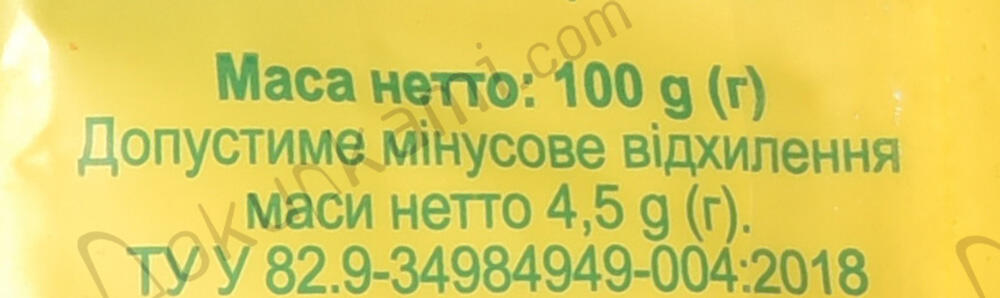 Маса нетто: 100 g (г)
Допустиме мінусове відхилення
маси нетто 4,5 g (г).
ТУ У 82.9-34984949-004:2018